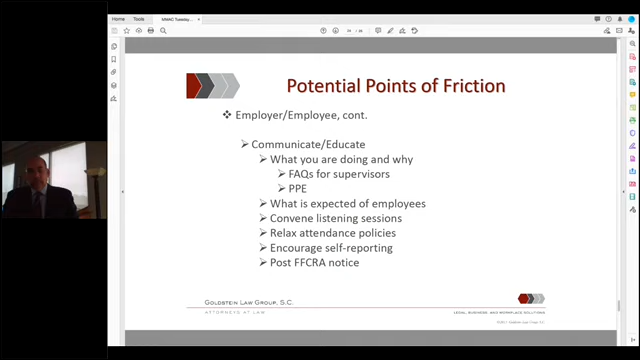 Home
Tools
MMAC Tuesday...
×
Potential Points of Friction
Employer/Employee, cont.
Communicate/Educate
What you are doing and why
FAQs for supervisors
PPE
What is expected of employees
Convene listening sessions
Relax attendance policies
Encourage self-reporting
Post FFCRA notice
GOLDSTEIN LAW GROUP, S.C.
ATTORNEYS AT LAW
LEGAL, BUSINESS, AND WORKPLACE SOLUTIONS